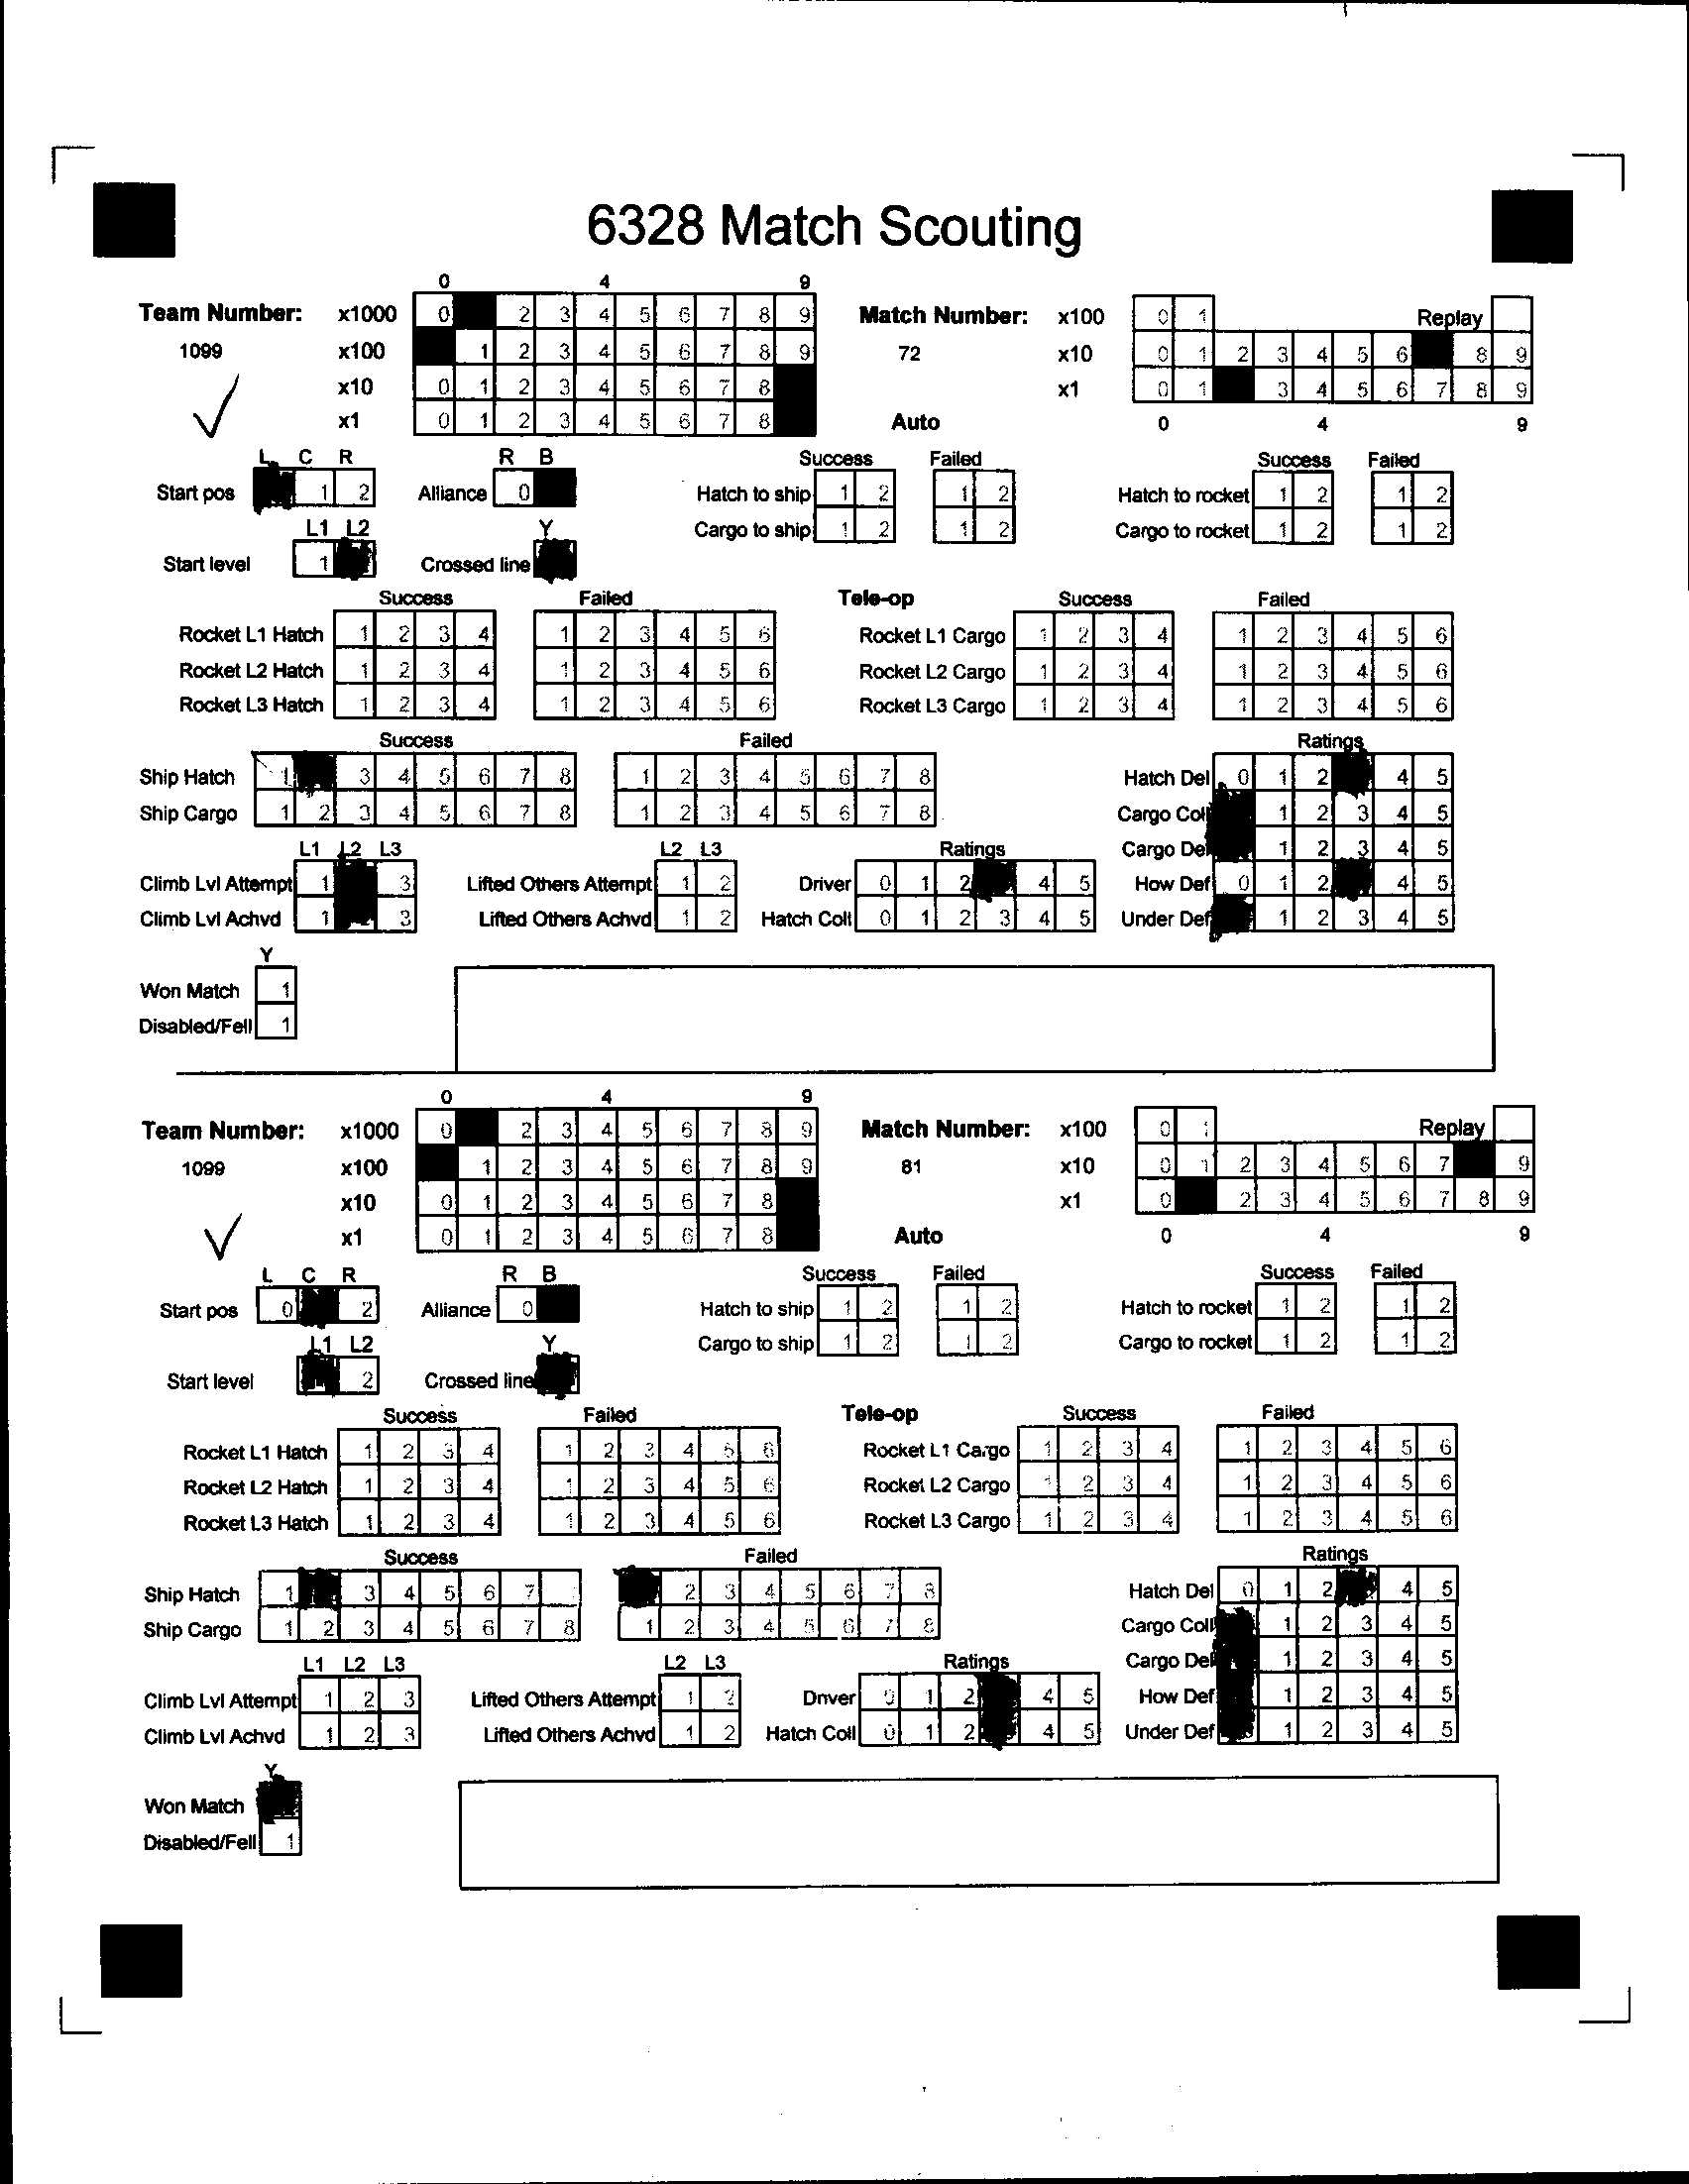 6328 Match Scouting
0 4 9
Team Number: x1000 0 2 3 4 5 6 7 8 9 Match Number: x100 0 1 Replay
1099 x100 1 2 3 4 5 6 7 8 9 72 x10 0 1 2 3 4 5 6 8 9
x10 0 1 2 3 4 5 6 7 8 x1 0 1 3 4 5 6 7 8 9
x1 0 1 2 3 4 5 6 7 8 Auto 0 4 9
L C R R B Success Failed Success Failed
Start pos 1 2 Alliance 0 Hatch to ship 1 2 1 2 Hatch to rocket 1 2 1 2
L1 L2 Y Cargo to ship 1 2 1 2 Cargo to rocket 1 2 1 2
Start level 1 Crossed line
Success Failed Tele-op Success Failed
Rocket L1 Hatch 1 2 3 4 1 2 3 4 5 6 Rocket L1 Cargo 1 2 3 4 1 2 3 4 5 6
Rocket L2 Hatch 1 2 3 4 1 2 3 4 5 6 Rocket L2 Cargo 1 2 3 4 1 2 3 4 5 6
Rocket L3 Hatch 1 2 3 4 1 2 3 4 5 6 Rocket L3 Cargo 1 2 3 4 1 2 3 4 5 6
Success Failed Ratings
Ship Hatch 1 3 4 5 6 7 8 1 2 3 4 5 6 7 8 Hatch Del 0 1 2 4 5
Ship Cargo 1 2 3 4 5 6 7 8 1 2 3 4 5 6 7 8 Cargo Coll 1 2 3 4 5
L1 L2 L3 L2 L3 Ratings Cargo Del 1 2 3 4 5
Climb Lvl Attempt 1 3 Lifted Others Attempt 1 2 Driver 0 1 2 4 5 How Def 0 1 2 4 5
Climb Lvl Achvd 1 3 Lifted Others Achvd 1 2 Hatch Coll 0 1 2 3 4 5 Under Def 1 2 3 4 5
Y
Won Match 1
Disabled/Fell 1
0 4 9
Team Number: x1000 0 2 3 4 5 6 7 8 9 Match Number: x100 0 1 Replay
1099 x100 1 2 3 4 5 6 7 8 9 81 x10 0 1 2 3 4 5 6 7 9
x10 0 1 2 3 4 5 6 7 8 x1 0 2 3 4 5 6 7 8 9
x1 0 1 2 3 4 5 6 7 8 Auto 0 4 9
L C R R B Success Failed Success Failed
Start pos 0 2 Alliance 0 Hatch to ship 1 2 1 2 Hatch to rocket 1 2 1 2
L1 L2 Y Cargo to ship 1 2 1 2 Cargo to rocket 1 2 1 2
Start level 2 Crossed line
Success Failed Tele-op Success Failed
Rocket L1 Hatch 1 2 3 4 1 2 3 4 5 6 Rocket L1 Cargo 1 2 3 4 1 2 3 4 5 6
Rocket L2 Hatch 1 2 3 4 1 2 3 4 5 6 Rocket L2 Cargo 1 2 3 4 1 2 3 4 5 6
Rocket L3 Hatch 1 2 3 4 1 2 3 4 5 6 Rocket L3 Cargo 1 2 3 4 1 2 3 4 5 6
Success Failed Ratings
Ship Hatch 1 3 4 5 6 7 2 3 4 5 6 7 8 Hatch Del 0 1 2 4 5
Ship Cargo 1 2 3 4 5 6 7 8 1 2 3 4 5 6 7 8 Cargo Coll 1 2 3 4 5
L1 L2 L3 L2 L3 Ratings Cargo Del 1 2 3 4 5
Climb Lvl Attempt 1 2 3 Lifted Others Attempt 1 2 Driver 0 1 2 4 5 How Def 1 2 3 4 5
Climb Lvl Achvd 1 2 3 Lifted Others Achvd 1 2 Hatch Coll 0 1 2 4 5 Under Def 1 2 3 4 5
Y
Won Match
Disabled/Fell 1